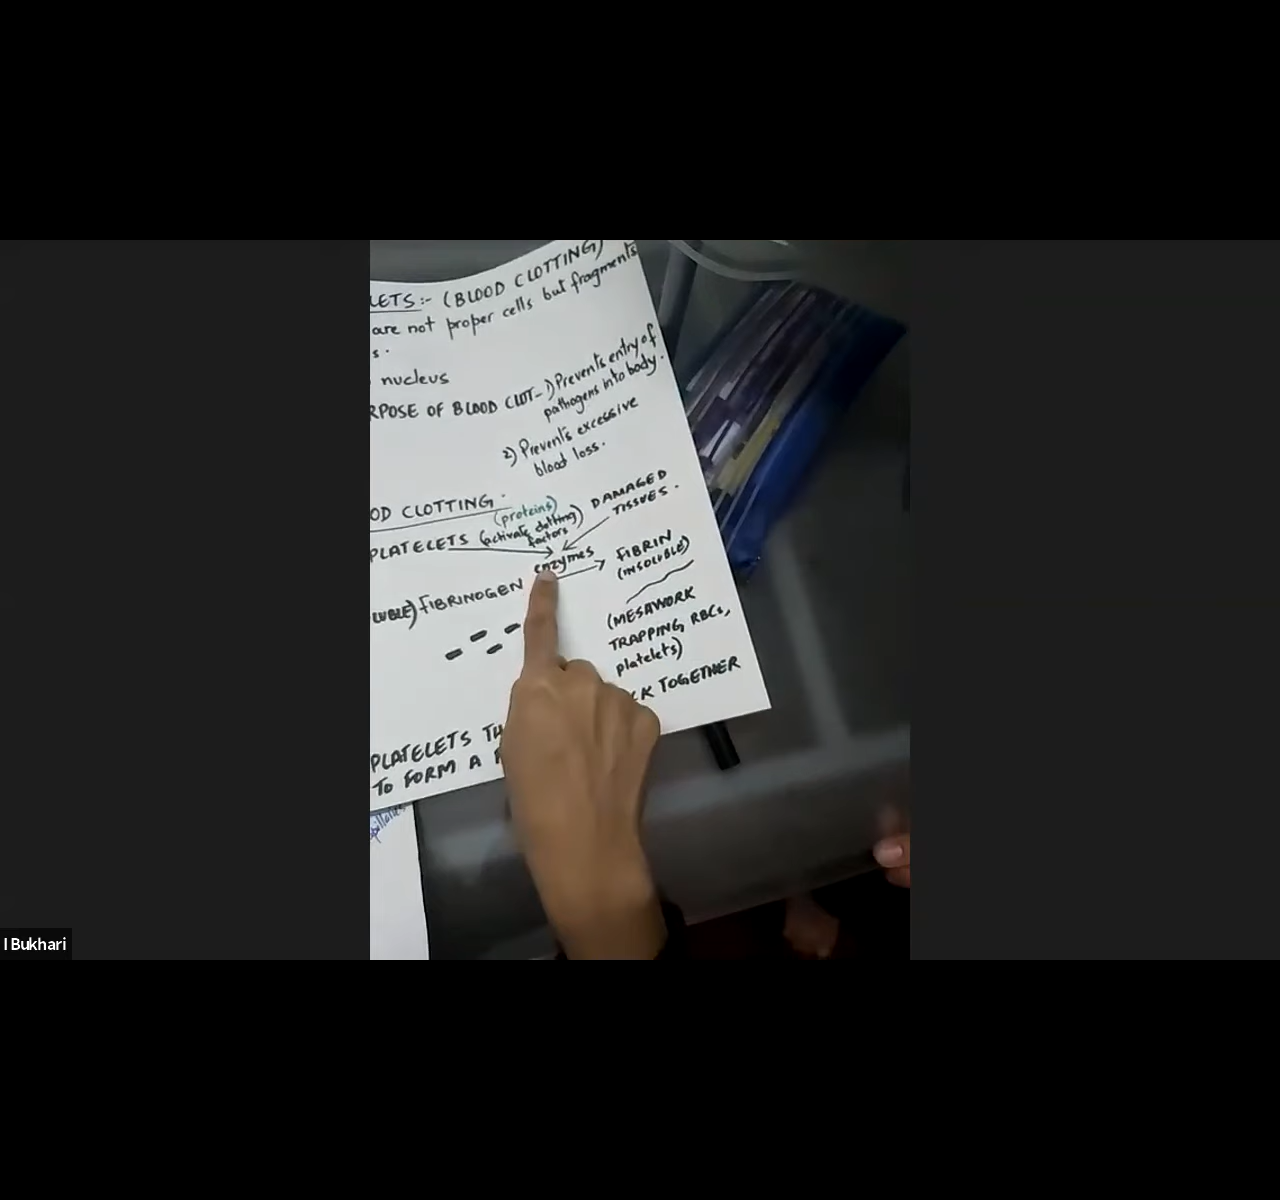 LETS:- (BLOOD CLOTTING)
are not proper cells but fragments
s.
nucleus
RPOSE OF BLOOD CLOT - 1) Prevents entry of
pathogens into body.
2) Prevents excessive
blood loss.
OD CLOTTING.
(proteins)
PLATELETS (activate clotting
factors)
DAMAGED
TISSUES.
enzymes
LUBLE) FIBRINOGEN
FIBRIN
(INSOLUBLE)
(MESAWORK
TRAPPING RBCs,
platelets)
PLATELETS TH
CK TOGETHER
TO FORM A
I Bukhari